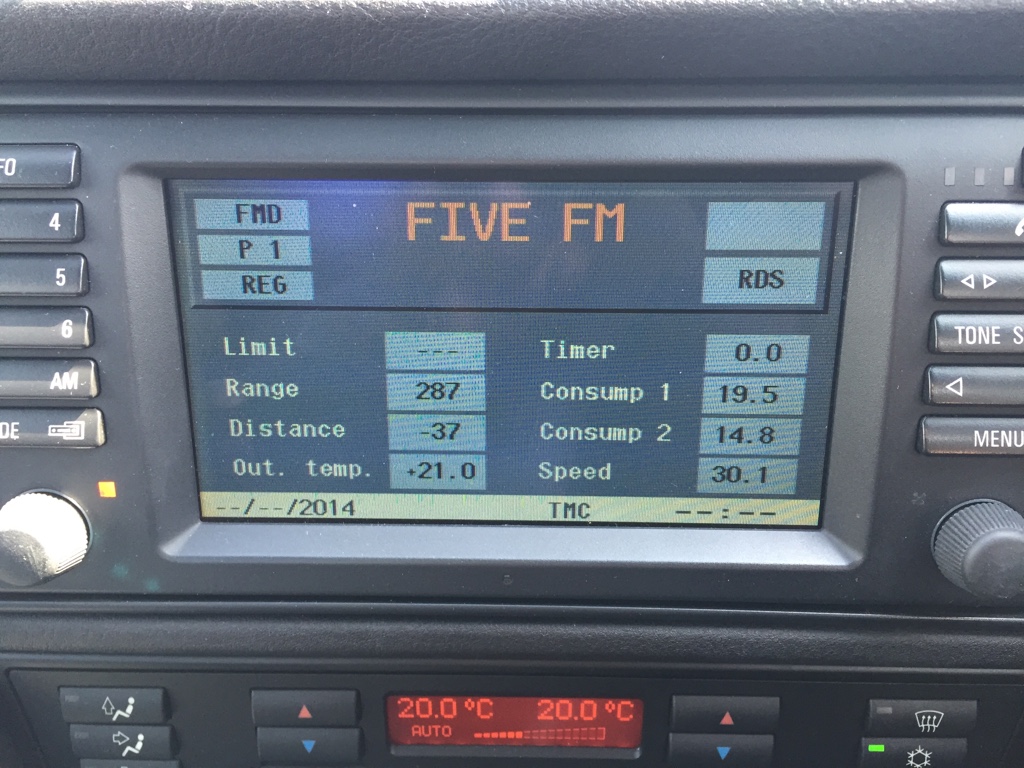 FO
4
5
6
AM
DE
FMD
P 1
REG
FIVE FM
RDS
Limit ---
Range 287
Distance -37
Out. temp. +21.0
Timer 0.0
Consump 1 19.5
Consump 2 14.8
Speed 30.1
--/--/2014 TMC --:--
TONE S
MENU
20.0°C 20.0°C
AUTO